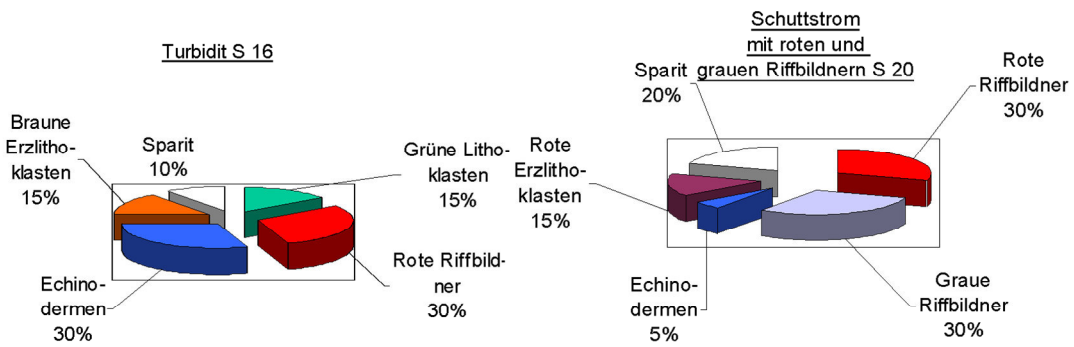 Turbidit S 16
Braune
Erzlitho-
klasten
15%
Sparit
10%
Grüne Litho-
klasten
15%
Rote Riffbild-
ner
30%
Echino-
dermen
30%
Schuttstrom
mit roten und
grauen Riffbildnern S 20
Sparit
20%
Rote
Riffbildner
30%
Rote
Erzlitho-
klasten
15%
Echino-
dermen
5%
Graue
Riffbildner
30%